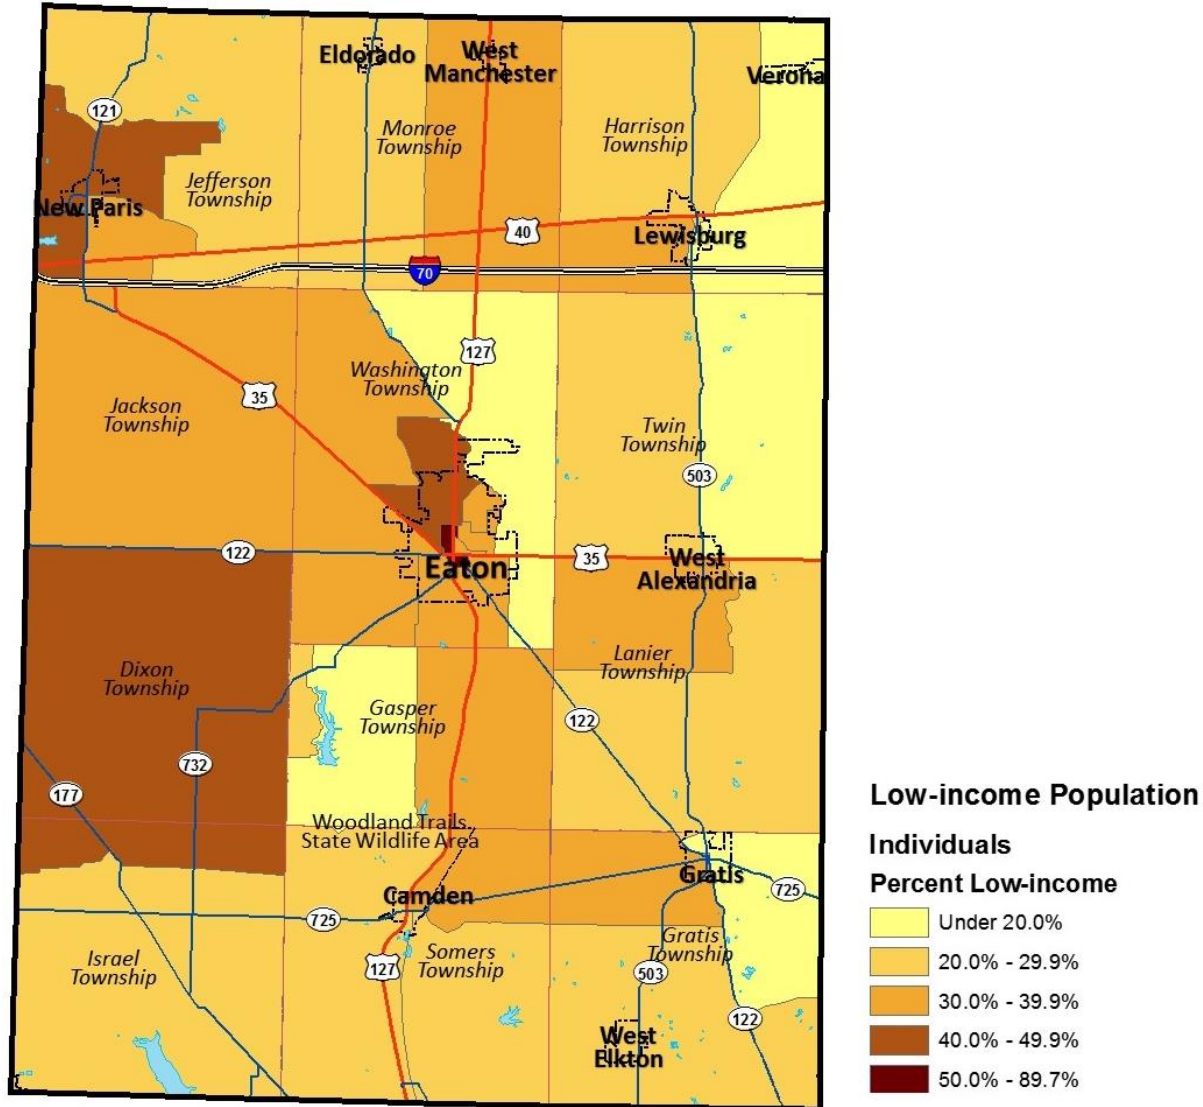 Eldorado
West
Manchester
Verona
121
Monroe
Township
Harrison
Township
Jefferson
Township
New Paris
40
Lewisburg
70
127
Washington
Township
35
Jackson
Township
Twin
Township
503
122
35
West
Alexandria
Eaton
Lanier
Township
Dixon
Township
Gasper
Township
122
732
177
Woodland Trails
State Wildlife Area
Gratis
725
Camden
725
Israel
Township
127
Somers
Township
Gratis
Township
503
122
West
Elkton
Low-income Population
Individuals
Percent Low-income
Under 20.0%
20.0% - 29.9%
30.0% - 39.9%
40.0% - 49.9%
50.0% - 89.7%